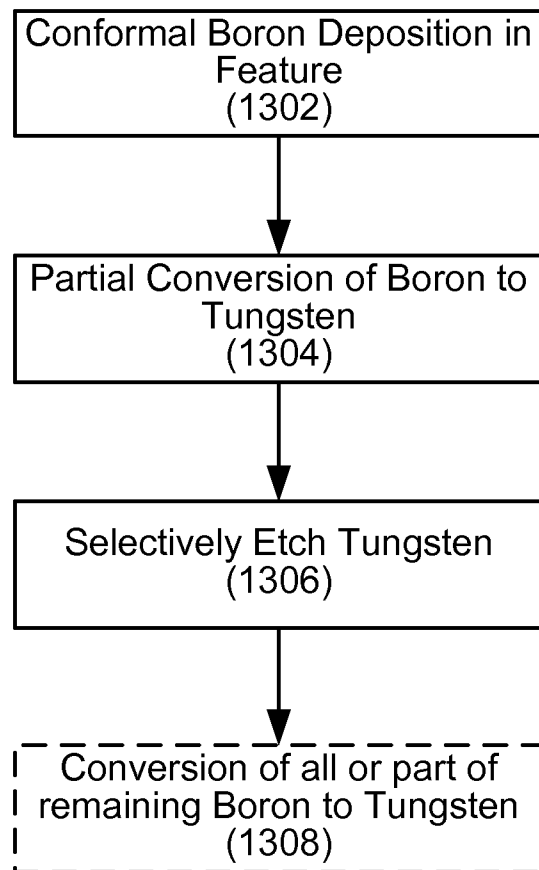 Conformal Boron Deposition in
Feature
(1302)
Partial Conversion of Boron to
Tungsten
(1304)
Selectively Etch Tungsten
(1306)
Conversion of all or part of
remaining Boron to Tungsten
(1308)